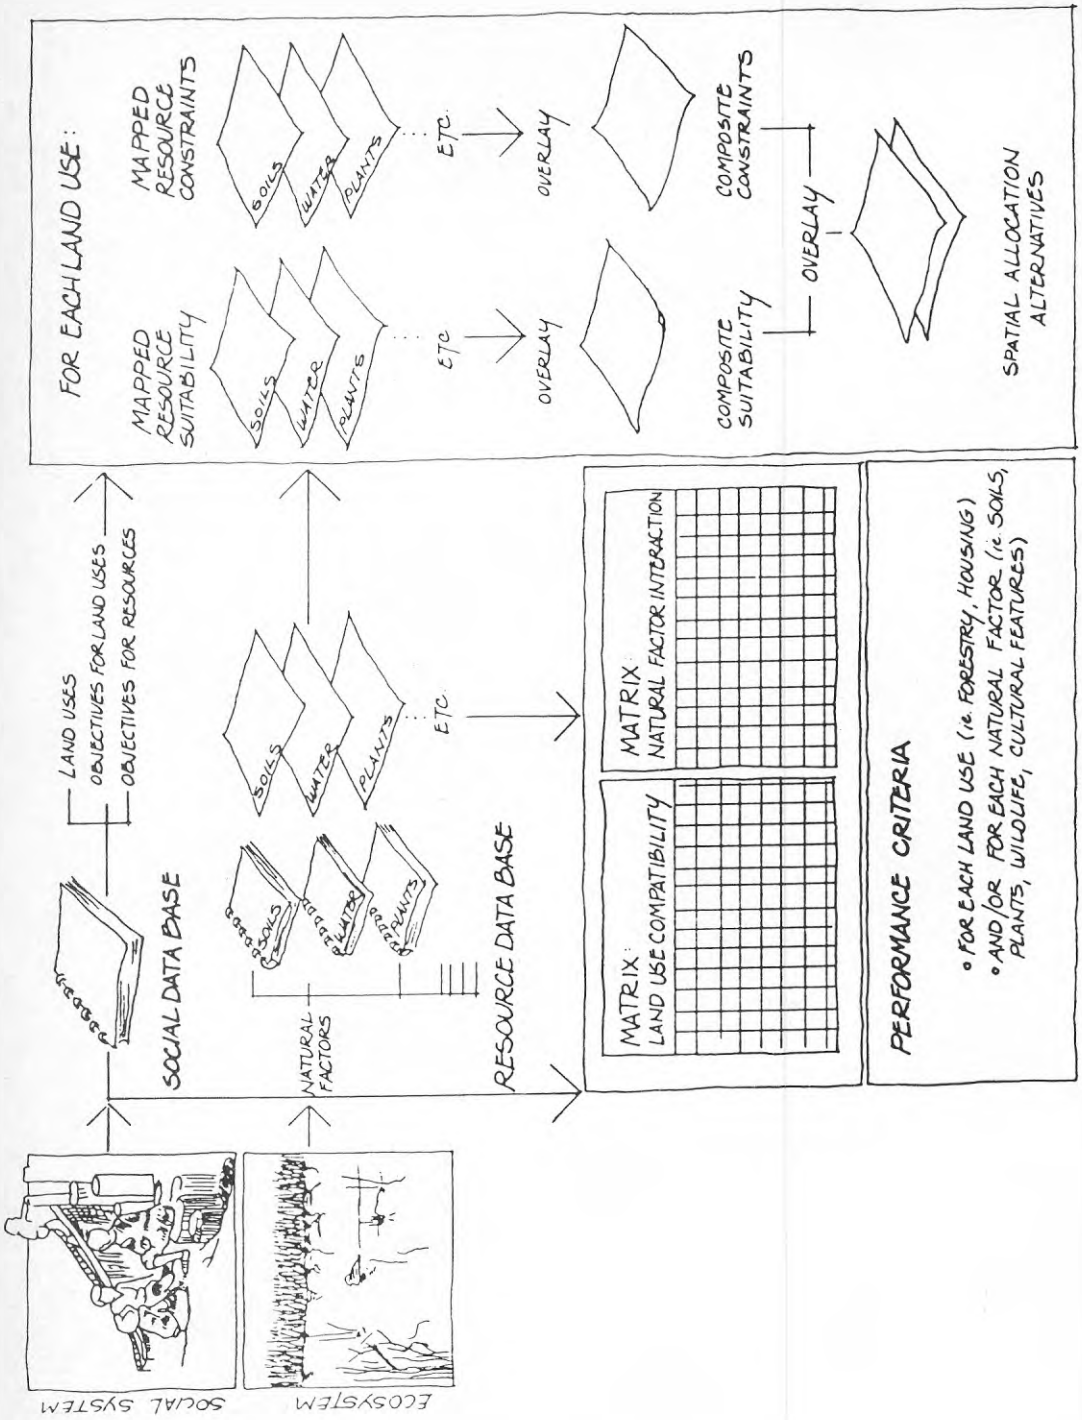 SOCIAL SYSTEM
ECOSYSTEM
SOCIAL DATA BASE
LAND USES
OBJECTIVES FOR LAND USES
OBJECTIVES FOR RESOURCES
NATURAL
FACTORS
SOILS
WATER
PLANTS
RESOURCE DATA BASE
SOILS
WATER
PLANTS
ETC.
FOR EACH LAND USE:
MAPPED
RESOURCE
SUITABILITY
SOILS
WATER
PLANTS
ETC
OVERLAY
COMPOSITE
SUITABILITY
MAPPED
RESOURCE
CONSTRAINTS
SOILS
WATER
PLANTS
ETC.
OVERLAY
COMPOSITE
CONSTRAINTS
OVERLAY
SPATIAL ALLOCATION
ALTERNATIVES
MATRIX:
LAND USE COMPATIBILITY
MATRIX:
NATURAL FACTOR INTERACTION
PERFORMANCE CRITERIA
• FOR EACH LAND USE (ie. FORESTRY, HOUSING)
• AND/OR FOR EACH NATURAL FACTOR (ie. SOILS,
PLANTS, WILDLIFE, CULTURAL FEATURES)